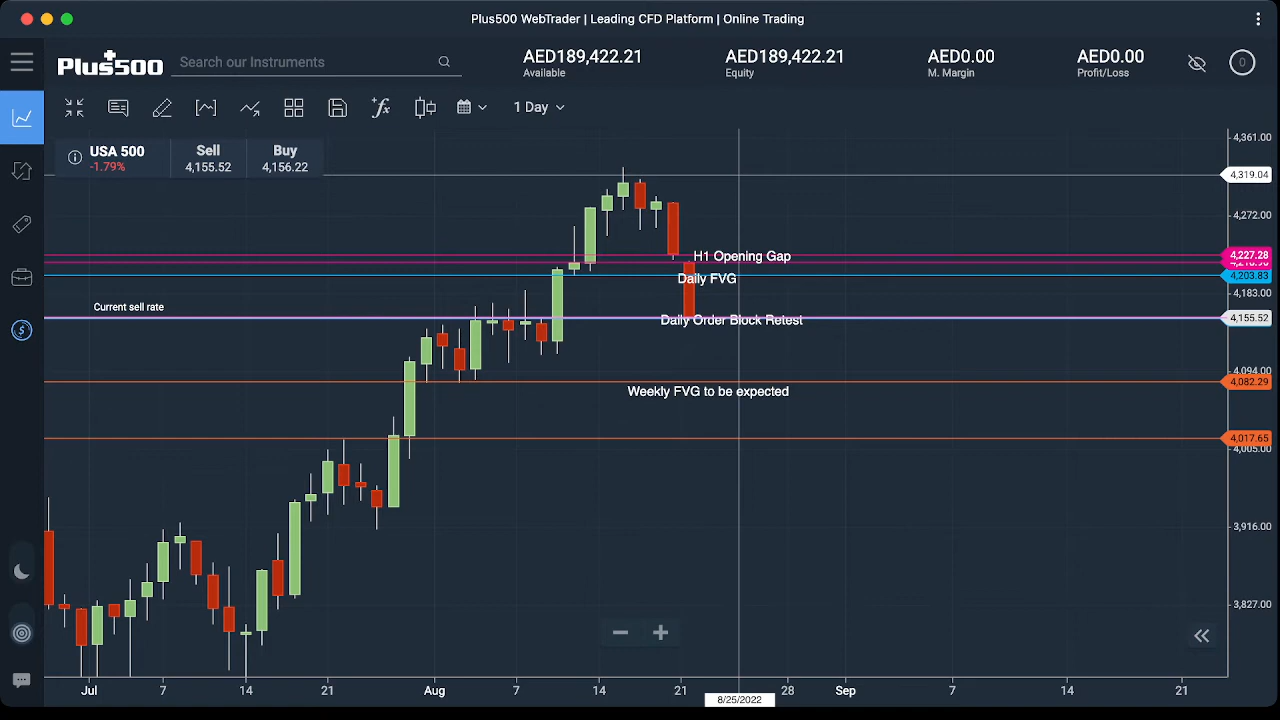 Plus500 WebTrader | Leading CFD Platform | Online Trading
Plus500
Search our Instruments
AED189,422.21
Available
AED189,422.21
Equity
AED0.00
M. Margin
AED0.00
Profit/Loss
0
1 Day
USA 500
-1.79%
Sell
4,155.52
Buy
4,156.22
4,361.00
4,319.04
4,272.00
H1 Opening Gap
4,227.28
Daily FVG
4,203.83
4,183.00
Current sell rate
Daily Order Block Retest
4,155.52
4,094.00
4,082.29
Weekly FVG to be expected
4,017.65
4,005.00
3,916.00
3,827.00
Jul 7 14 21 Aug 7 14 21 28 Sep 7 14 21
8/25/2022